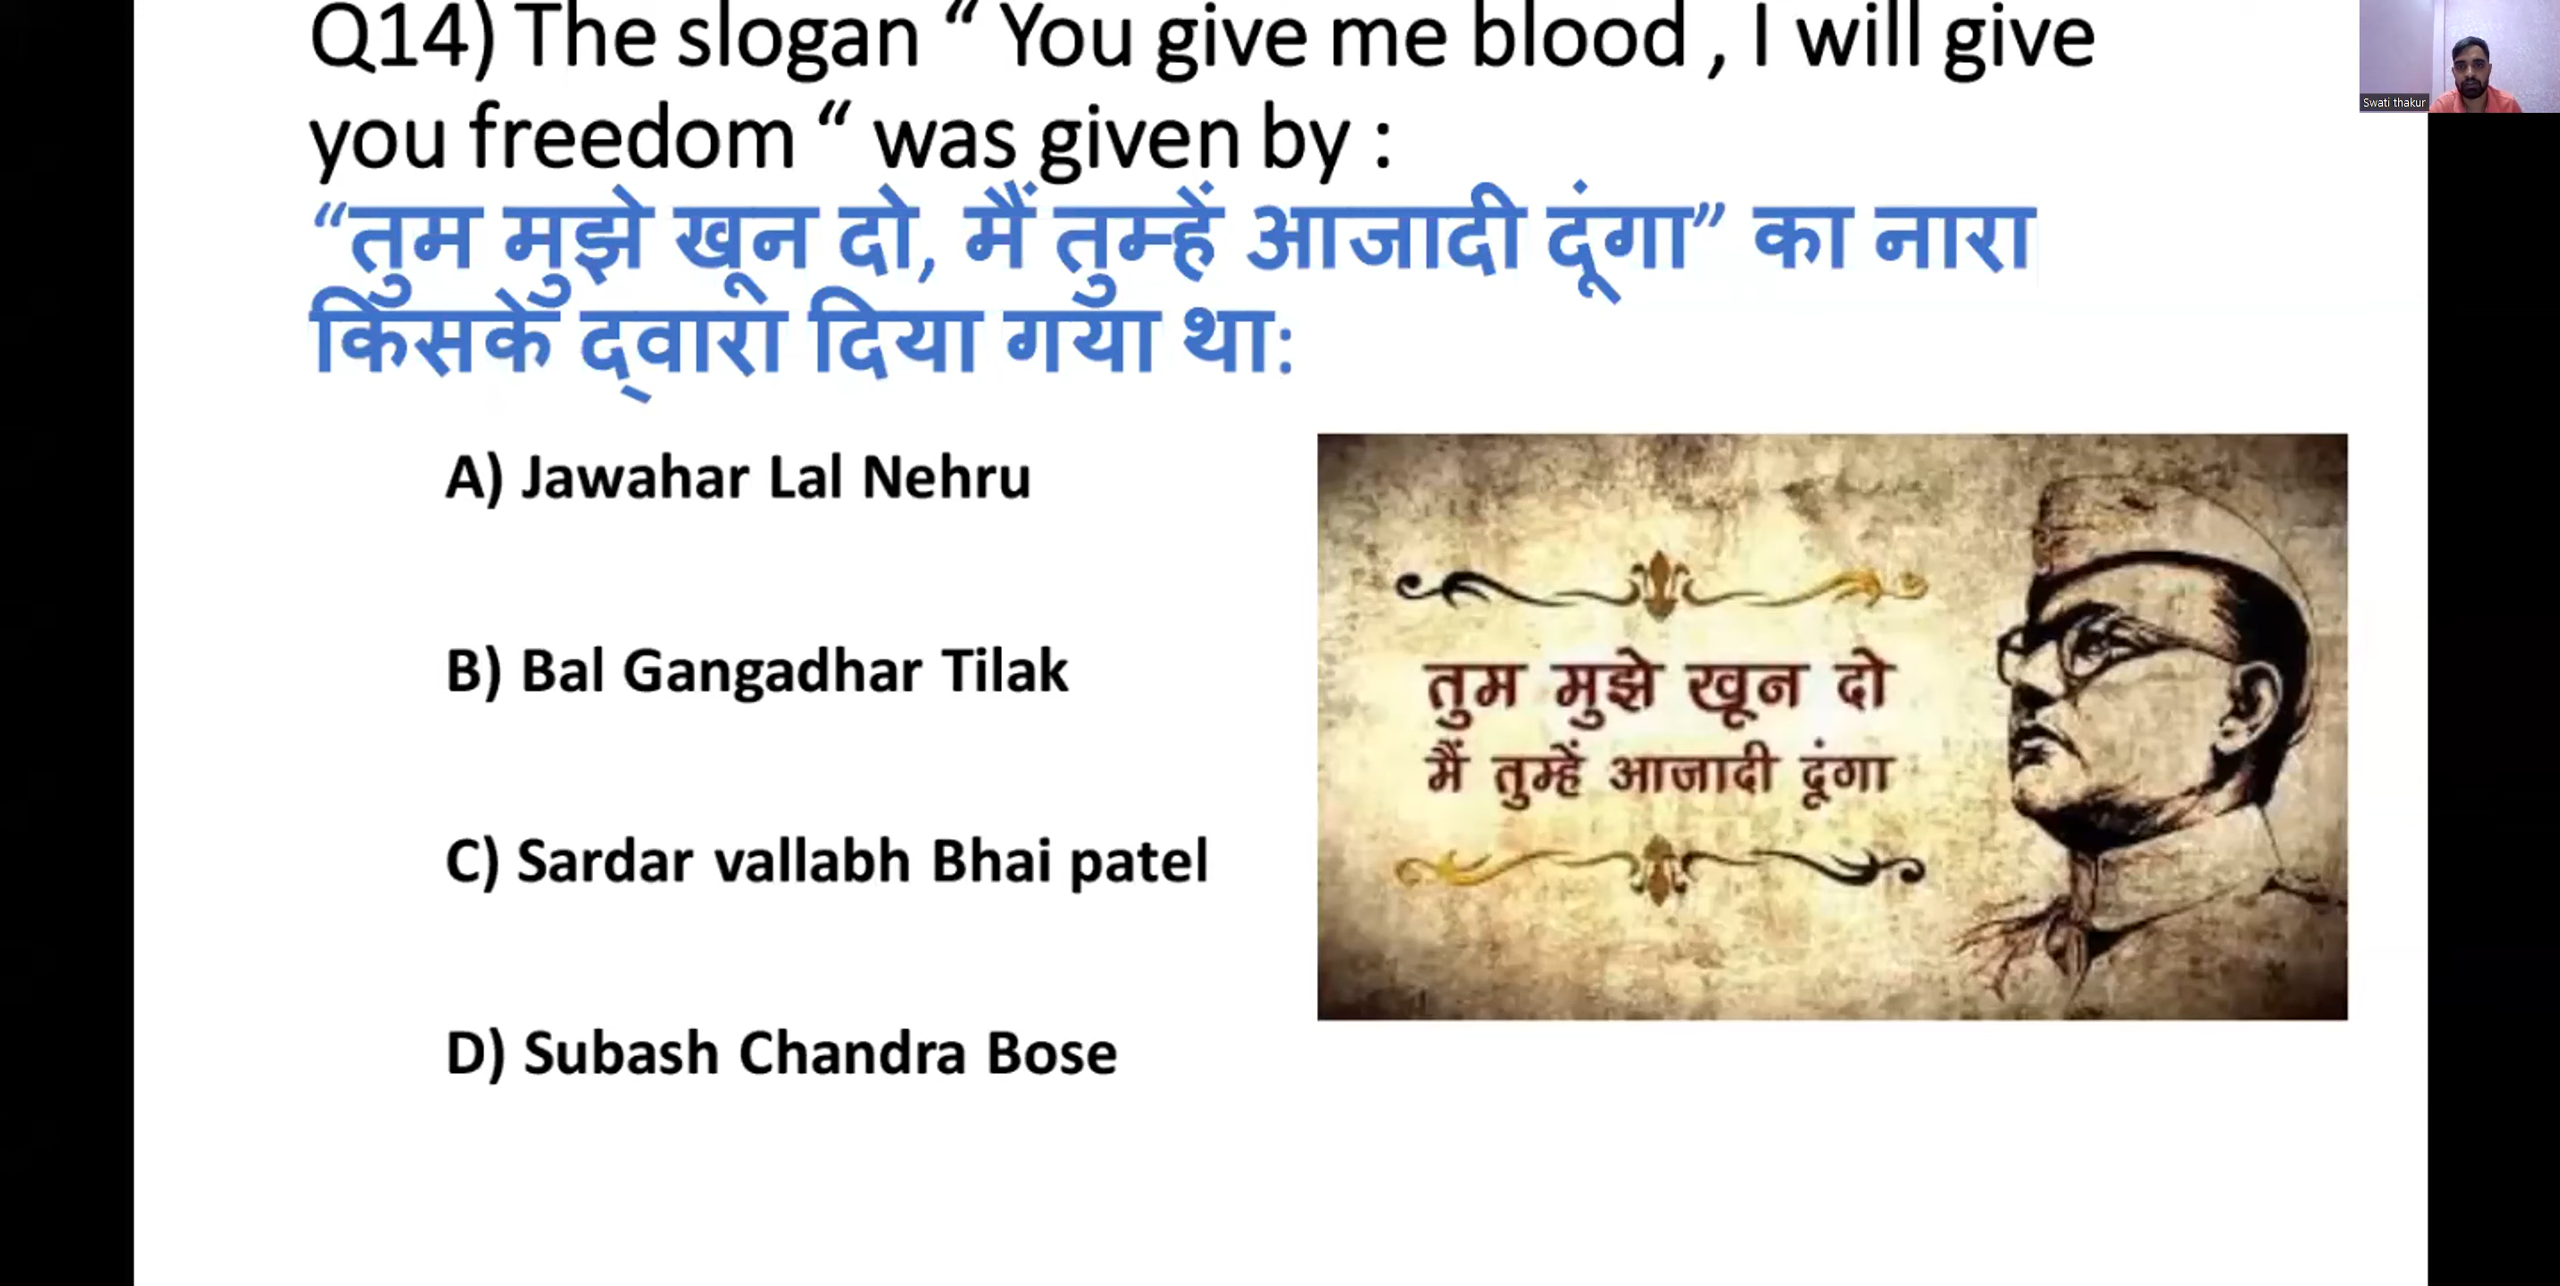 Q14) The slogan “ You give me blood , I will give
you freedom “ was given by :
“तुम मुझे खून दो, मैं तुम्हें आजादी दूंगा” का नारा
किसके द्वारा दिया गया था:
A) Jawahar Lal Nehru
B) Bal Gangadhar Tilak
C) Sardar vallabh Bhai patel
D) Subash Chandra Bose
तुम मुझे खून दो
मैं तुम्हें आजादी दूंगा
Swati thakur